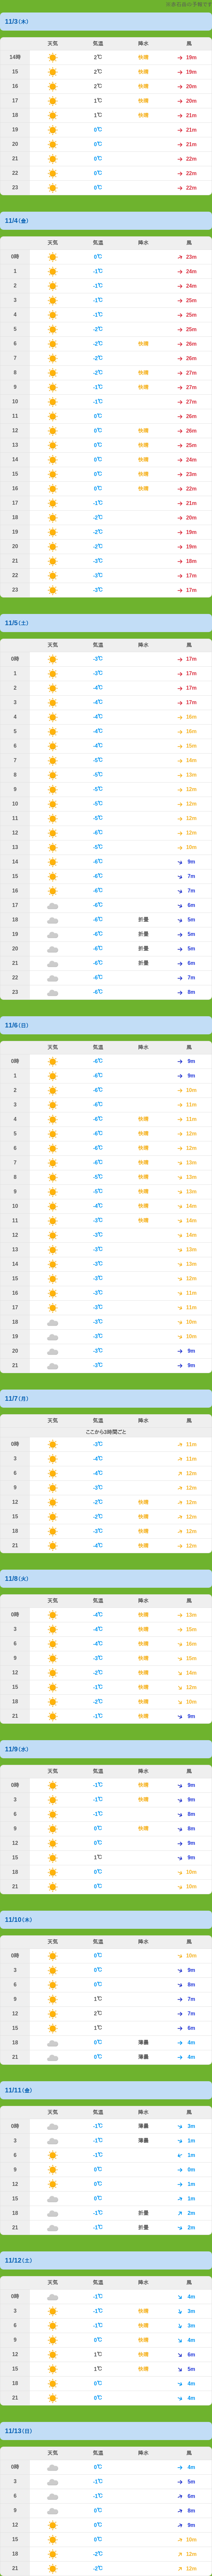 11/3(木)
天気 気温 降水 風
14時 2℃ 快晴 19m
15 2℃ 快晴 19m
16 2℃ 快晴 20m
17 1℃ 快晴 20m
18 1℃ 快晴 21m
19 0℃ 21m
20 0℃ 21m
21 0℃ 22m
22 0℃ 22m
23 0℃ 22m
11/4(金)
天気 気温 降水 風
0時 0℃ 23m
1 -1℃ 24m
2 -1℃ 24m
3 -1℃ 25m
4 -1℃ 25m
5 -2℃ 25m
6 -2℃ 快晴 26m
7 -2℃ 26m
8 -2℃ 快晴 27m
9 -1℃ 快晴 27m
10 -1℃ 27m
11 0℃ 26m
12 0℃ 快晴 26m
13 0℃ 快晴 25m
14 0℃ 快晴 24m
15 0℃ 快晴 23m
16 0℃ 快晴 22m
17 -1℃ 21m
18 -2℃ 20m
19 -2℃ 19m
20 -2℃ 19m
21 -3℃ 18m
22 -3℃ 17m
23 -3℃ 17m
11/5(土)
天気 気温 降水 風
0時 -3℃ 17m
1 -3℃ 17m
2 -4℃ 17m
3 -4℃ 17m
4 -4℃ 16m
5 -4℃ 16m
6 -4℃ 15m
7 -5℃ 14m
8 -5℃ 13m
9 -5℃ 12m
10 -5℃ 12m
11 -5℃ 12m
12 -6℃ 12m
13 -5℃ 10m
14 -6℃ 9m
15 -6℃ 7m
16 -6℃ 7m
17 -6℃ 6m
18 -6℃ 5m
19 -6℃ 5m
20 -6℃ 5m
21 -6℃ 6m
22 -6℃ 7m
23 -6℃ 8m
11/6(日)
天気 気温 降水 風
0時 -6℃ 9m
1 -6℃ 9m
2 -6℃ 10m
3 -6℃ 11m
4 -6℃ 快晴 11m
5 -6℃ 快晴 12m
6 -6℃ 快晴 12m
7 -6℃ 快晴 13m
8 -5℃ 快晴 13m
9 -5℃ 快晴 13m
10 -4℃ 快晴 14m
11 -3℃ 快晴 14m
12 -3℃ 14m
13 -3℃ 13m
14 -3℃ 13m
15 -3℃ 12m
16 -3℃ 11m
17 -3℃ 11m
18 -3℃ 10m
19 -3℃ 10m
20 -3℃ 9m
21 -3℃ 9m
11/7(月)
天気 気温 降水 風
ここから3時間ごと
0時 -3℃ 11m
3 -4℃ 11m
6 -4℃ 12m
9 -3℃ 12m
12 -2℃ 快晴 12m
15 -2℃ 快晴 12m
18 -3℃ 快晴 12m
21 -4℃ 快晴 12m
11/8(火)
天気 気温 降水 風
0時 -4℃ 快晴 13m
3 -4℃ 快晴 15m
6 -4℃ 快晴 16m
9 -3℃ 快晴 15m
12 -2℃ 快晴 14m
15 -1℃ 快晴 12m
18 -2℃ 快晴 10m
21 -1℃ 快晴 9m
11/9(水)
天気 気温 降水 風
0時 -1℃ 快晴 9m
3 -1℃ 快晴 9m
6 -1℃ 8m
9 0℃ 快晴 8m
12 0℃ 9m
15 1℃ 9m
18 0℃ 10m
21 0℃ 10m
11/10(木)
天気 気温 降水 風
0時 0℃ 10m
3 0℃ 9m
6 0℃ 8m
9 1℃ 7m
12 2℃ 7m
15 1℃ 6m
18 0℃ 薄曇 4m
21 0℃ 薄曇 4m
11/11(金)
天気 気温 降水 風
0時 -1℃ 薄曇 3m
3 -1℃ 薄曇 1m
6 -1℃ 1m
9 0℃ 0m
12 0℃ 1m
15 0℃ 1m
18 -1℃ 2m
21 -1℃ 2m
11/12(土)
天気 気温 降水 風
0時 -1℃ 4m
3 -1℃ 快晴 3m
6 -1℃ 快晴 3m
9 0℃ 快晴 4m
12 1℃ 快晴 6m
15 1℃ 快晴 5m
18 0℃ 4m
21 0℃ 4m
11/13(日)
天気 気温 降水 風
0時 0℃ 4m
3 -1℃ 5m
6 -1℃ 6m
9 0℃ 8m
12 0℃ 9m
15 0℃ 10m
18 -2℃ 12m
21 -2℃ 12m